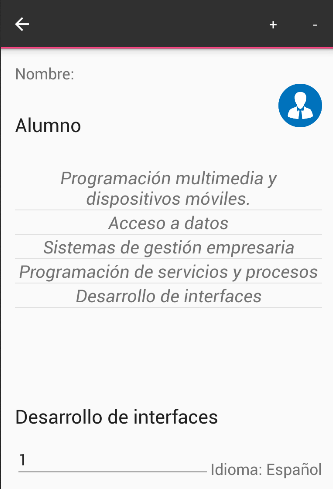 + -
Nombre:
Alumno
Programación multimedia y
dispositivos móviles.
Acceso a datos
Sistemas de gestión empresaria
Programación de servicios y procesos
Desarrollo de interfaces
Desarrollo de interfaces
1 Idioma: Español